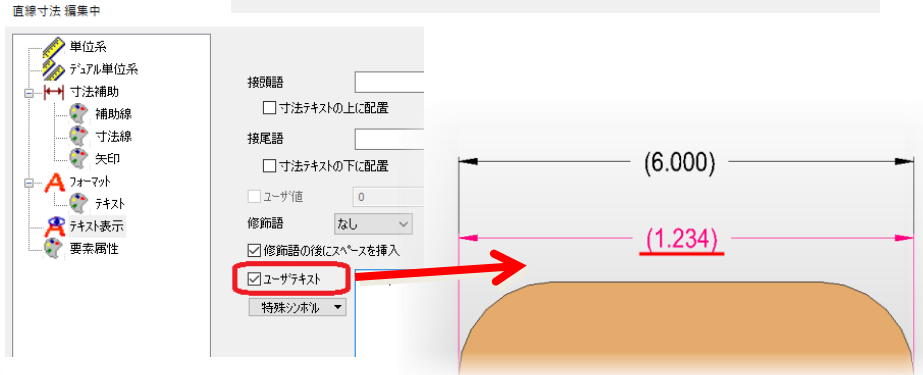 直線寸法 編集中
単位系
デュアル単位系
寸法補助
補助線
寸法線
矢印
フォーマット
テキスト
テキスト表示
要素属性
接頭語
寸法テキストの上に配置
接尾語
寸法テキストの下に配置
ユーザ値 0
修飾語 なし
修飾語の後にスペースを挿入
ユーザテキスト
特殊シンボル
(6.000)
(1.234)